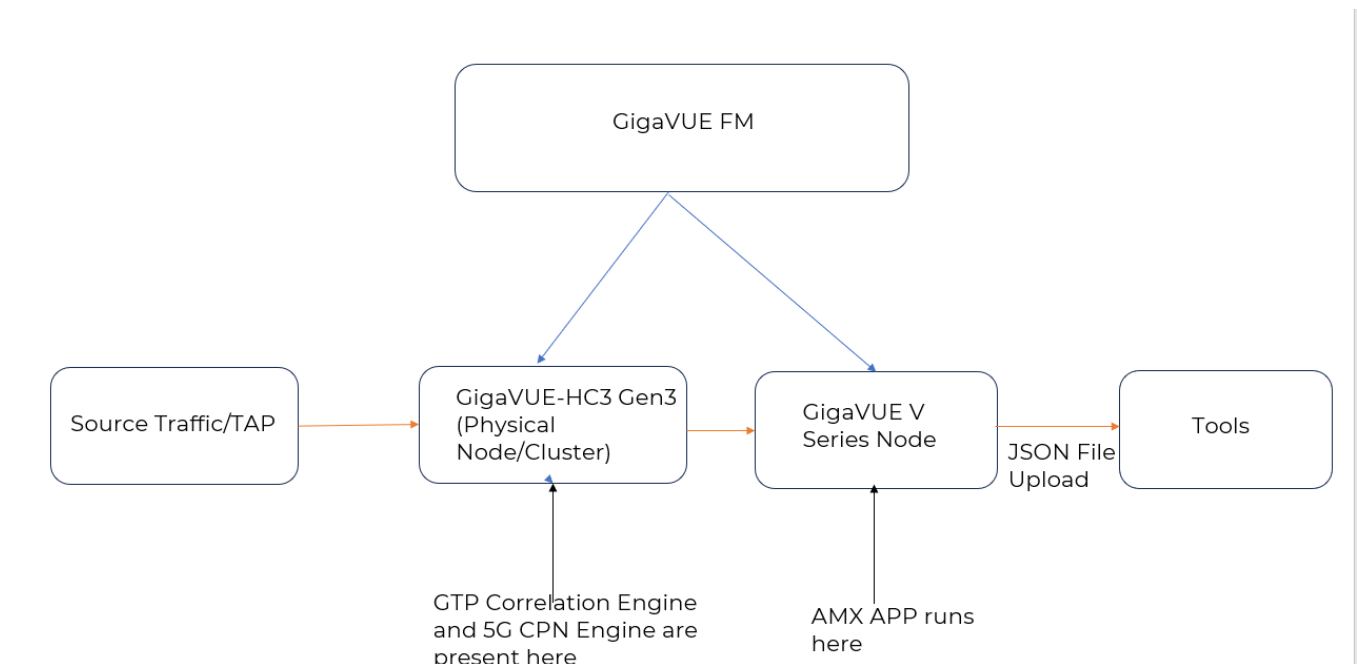 GigaVUE FM
Source Traffic/TAP
GigaVUE-HC3 Gen3
(Physical
Node/Cluster)
GigaVUE V
Series Node
JSON File
Upload
Tools
GTP Correlation Engine
and 5G CPN Engine are
present here
AMX APP runs
here